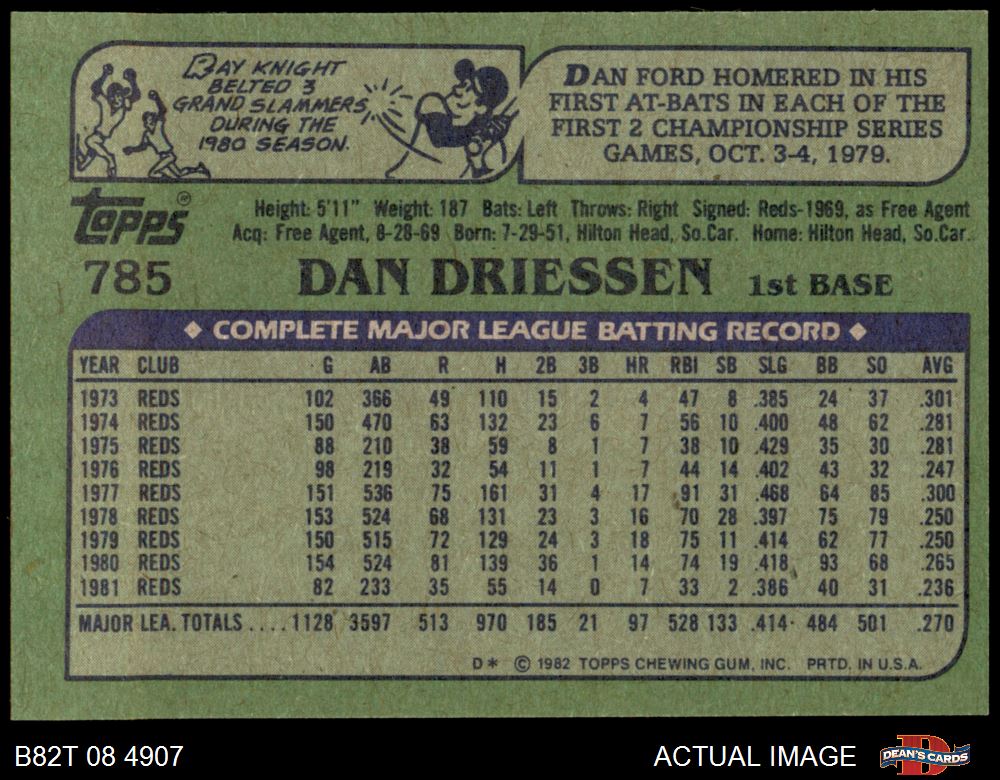 RAY KNIGHT
BELTED 3
GRAND SLAMMERS,
DURING THE
1980 SEASON.
DAN FORD HOMERED IN HIS
FIRST AT-BATS IN EACH OF THE
FIRST 2 CHAMPIONSHIP SERIES
GAMES, OCT. 3-4, 1979.
TOPPS®
Height: 5'11" Weight: 187 Bats: Left Throws: Right Signed: Reds-1969, as Free Agent
Acq: Free Agent, 8-28-69 Born: 7-29-51, Hilton Head, So.Car. Home: Hilton Head, So.Car.
785 DAN DRIESSEN 1st BASE
◆ COMPLETE MAJOR LEAGUE BATTING RECORD ◆
YEAR CLUB G AB R H 2B 3B HR RBI SB SLG BB SO AVG
1973 REDS 102 366 49 110 15 2 4 47 8 .385 24 37 .301
1974 REDS 150 470 63 132 23 6 7 56 10 .400 48 62 .281
1975 REDS 88 210 38 59 8 1 7 38 10 .429 35 30 .281
1976 REDS 98 219 32 54 11 1 7 44 14 .402 43 32 .247
1977 REDS 151 536 75 161 31 4 17 91 31 .468 64 85 .300
1978 REDS 153 524 68 131 23 3 16 70 28 .397 75 79 .250
1979 REDS 150 515 72 129 24 3 18 75 11 .414 62 77 .250
1980 REDS 154 524 81 139 36 1 14 74 19 .418 93 68 .265
1981 REDS 82 233 35 55 14 0 7 33 2 .386 40 31 .236
MAJOR LEA. TOTALS ....1128 3597 513 970 185 21 97 528 133 .414 484 501 .270
D* © 1982 TOPPS CHEWING GUM, INC. PRTD. IN U.S.A.
B82T 08 4907 ACTUAL IMAGE DEAN'S CARDS